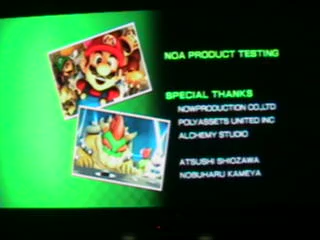 NOA PRODUCT TESTING
SPECIAL THANKS
NOWPRODUCTION CO.,LTD
POLYASSETS UNITED INC
ALCHEMY STUDIO
ATSUSHI SHIOZAWA
NOBUHARU KAMEYA